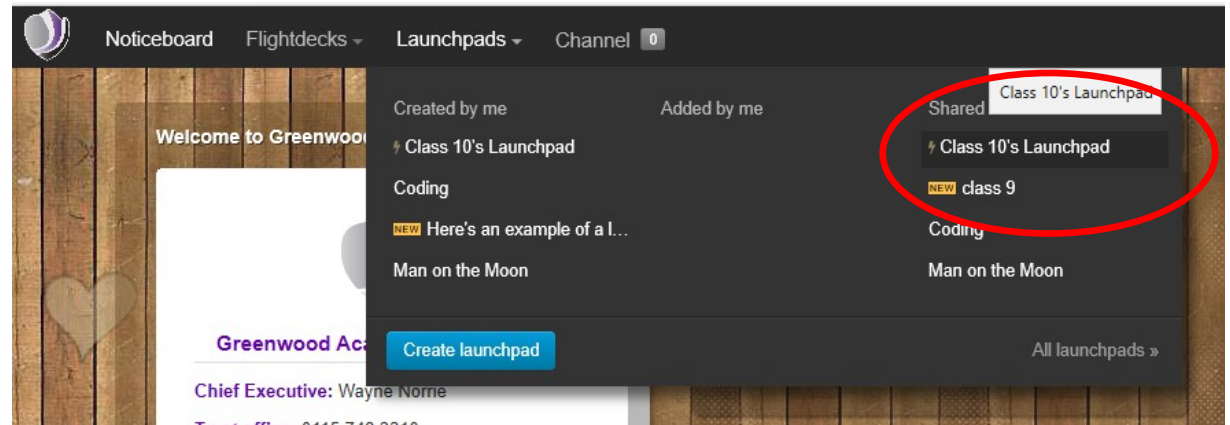 Noticeboard Flightdecks Launchpads Channel 0
Created by me
Added by me
Shared
Class 10's Launchpad
Welcome to Greenwood
Class 10's Launchpad
Class 10's Launchpad
Coding
NEW class 9
NEW Here's an example of a l...
Coding
Man on the Moon
Man on the Moon
Greenwood Aca
Create launchpad
All launchpads »
Chief Executive: Wayne Norrie